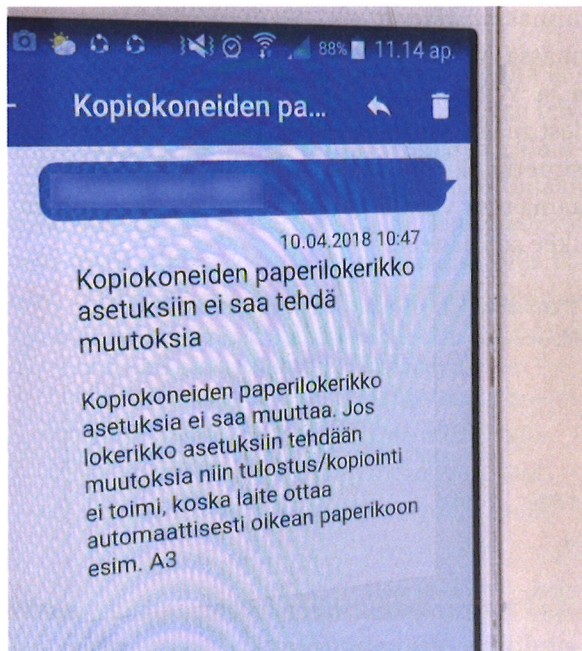 88% 11.14 ap.
Kopiokoneiden pa...
10.04.2018 10:47
Kopiokoneiden paperilokerikko
asetuksiin ei saa tehdä
muutoksia
Kopiokoneiden paperilokerikko
asetuksia ei saa muuttaa. Jos
lokerikko asetuksiin tehdään
muutoksia niin tulostus/kopiointi
ei toimi, koska laite ottaa
automaattisesti oikean paperikoon
esim. A3